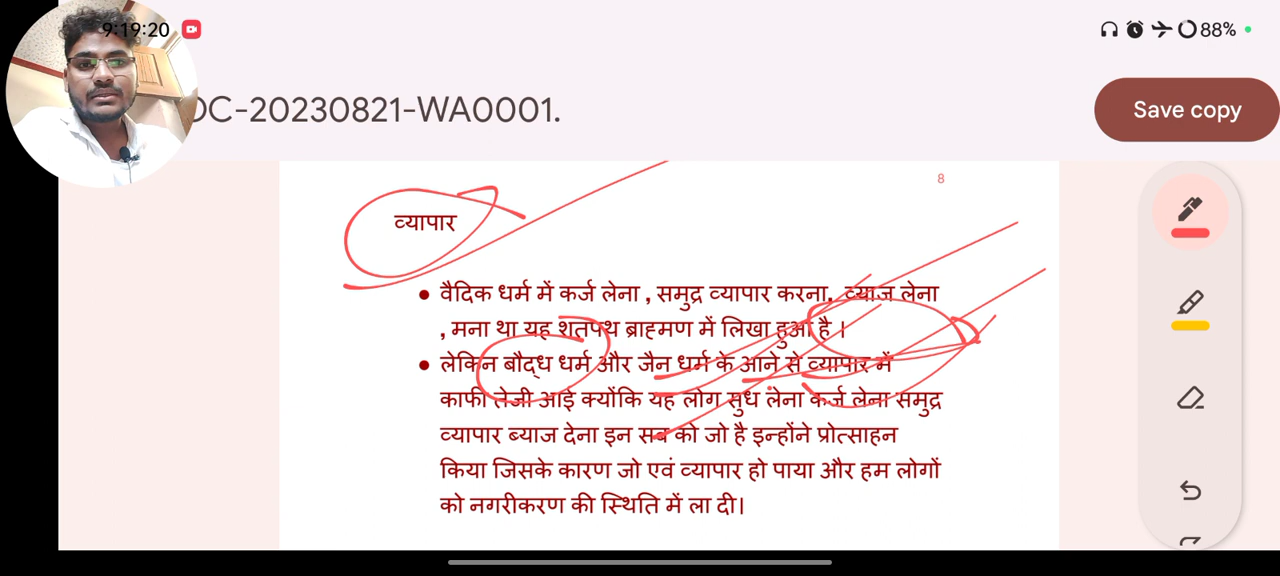 9:19:20
88%
OC-20230821-WA0001.
Save copy
8
व्यापार
वैदिक धर्म में कर्ज लेना , समुद्र व्यापार करना, ब्याज लेना
, मना था यह शतपथ ब्राह्मण में लिखा हुआ है ।
लेकिन बौद्ध धर्म और जैन धर्म के आने से व्यापार में
काफी तेजी आई क्योंकि यह लोग सुध लेना कर्ज लेना समुद्र
व्यापार ब्याज देना इन सब को जो है इन्होंने प्रोत्साहन
किया जिसके कारण जो एवं व्यापार हो पाया और हम लोगों
को नगरीकरण की स्थिति में ला दी।